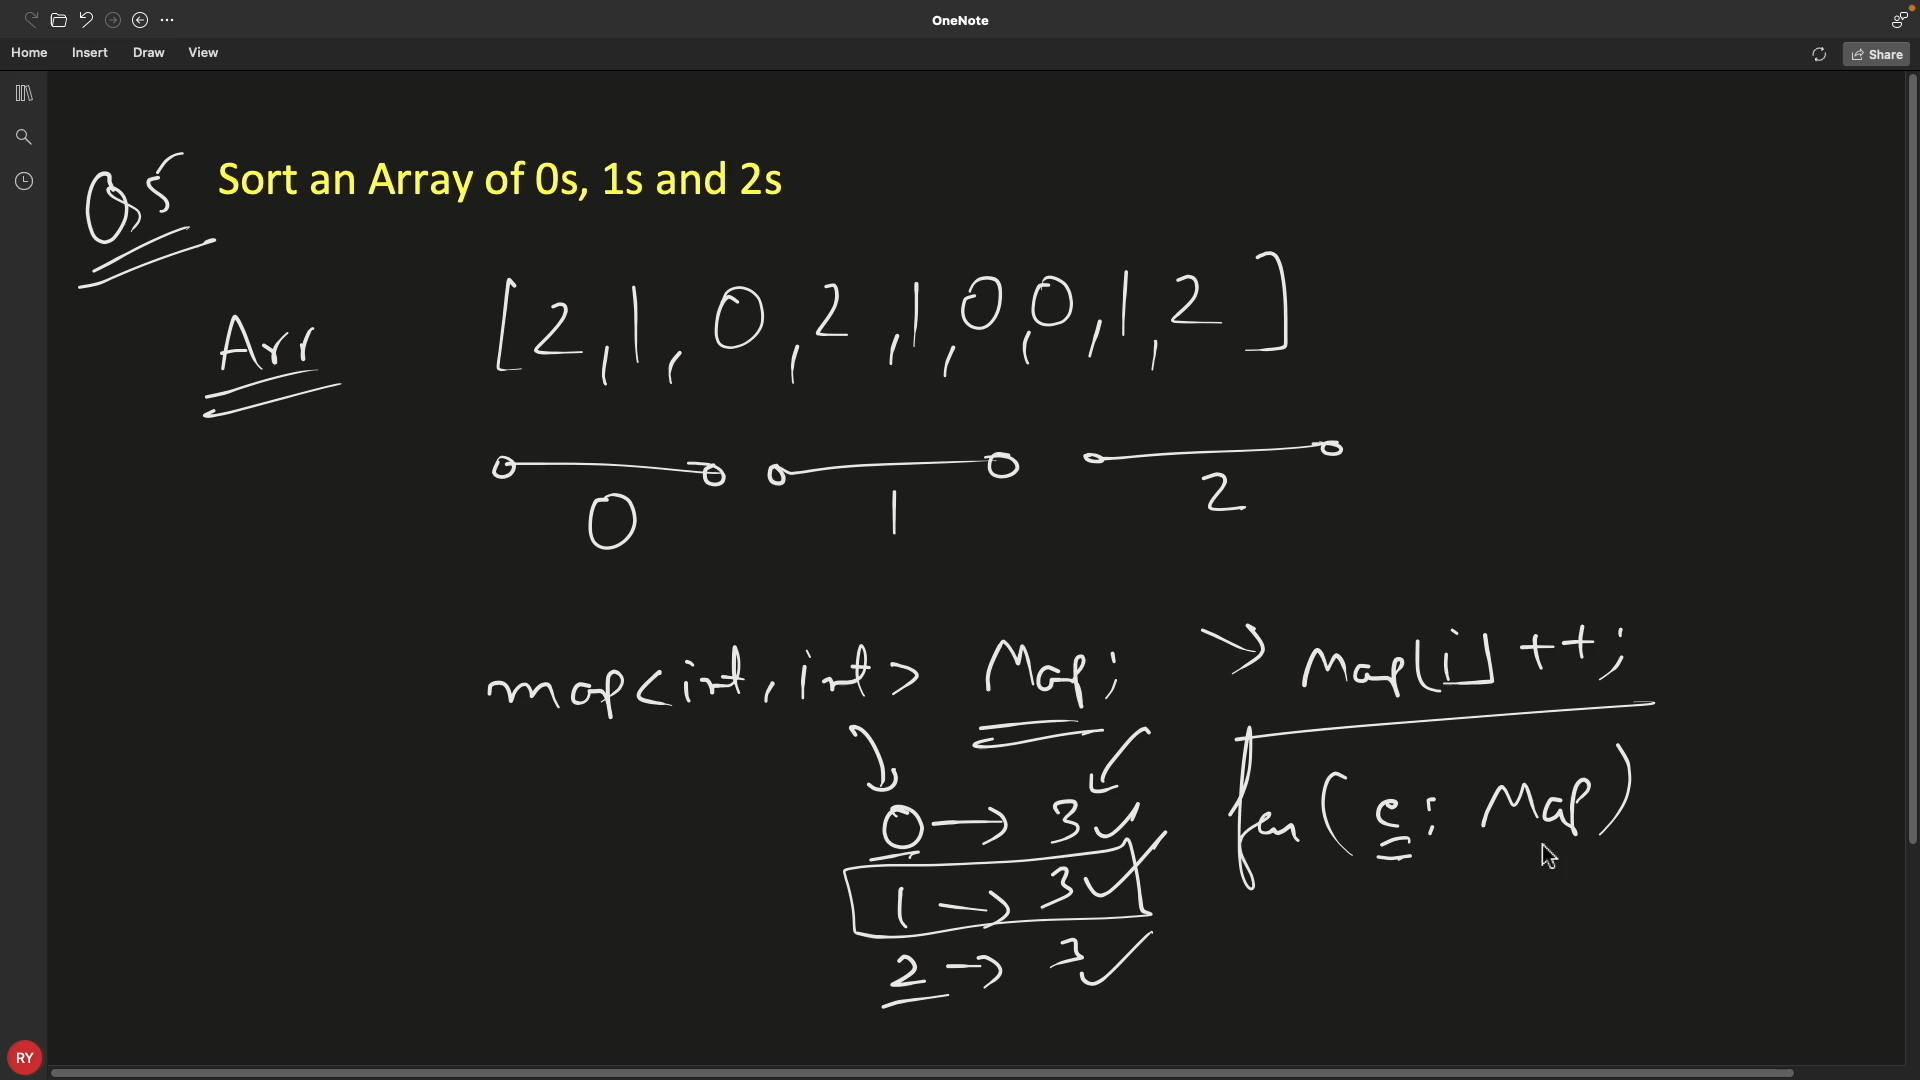 OneNote
Home Insert Draw View
Share
Q5 Sort an Array of 0s, 1s and 2s
Arr [2, 1, 0, 2, 1, 0, 0, 1, 2]
0 1 2
map<int, int> Map; → Map[i]++;
0 → 3 for (e: Map)
1 → 3
2 → 3
RY